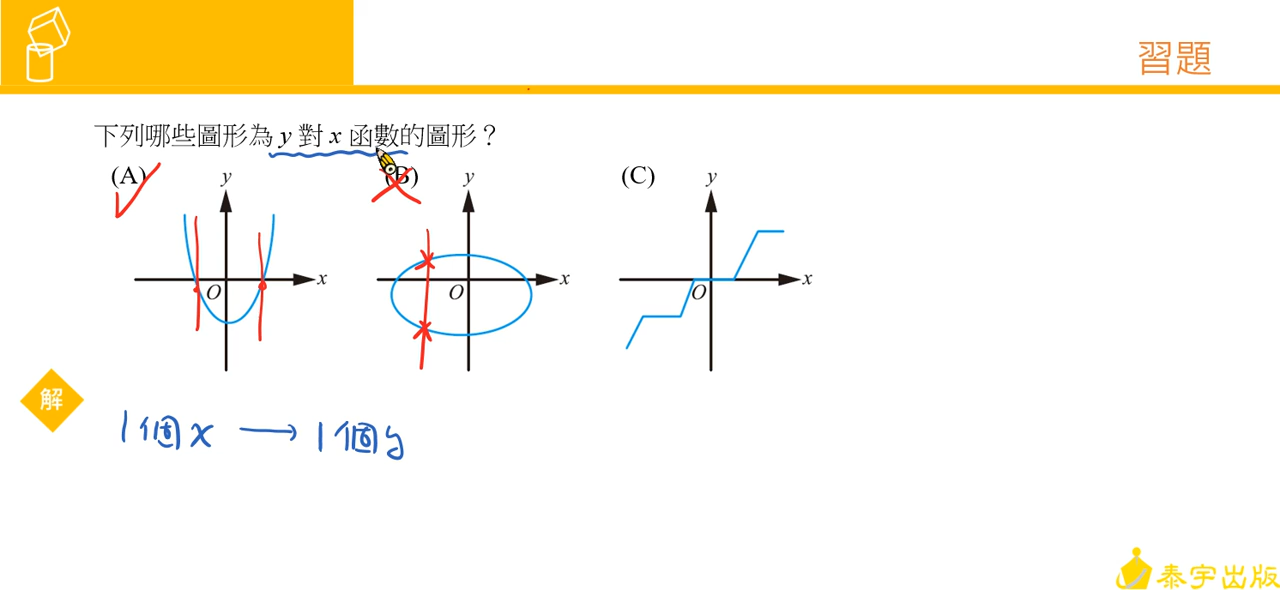 習題
下列哪些圖形為 y 對 x 函數的圖形？
(A) y (B) y (C) y
x x x
O O O
解
1個x → 1個y
泰宇出版